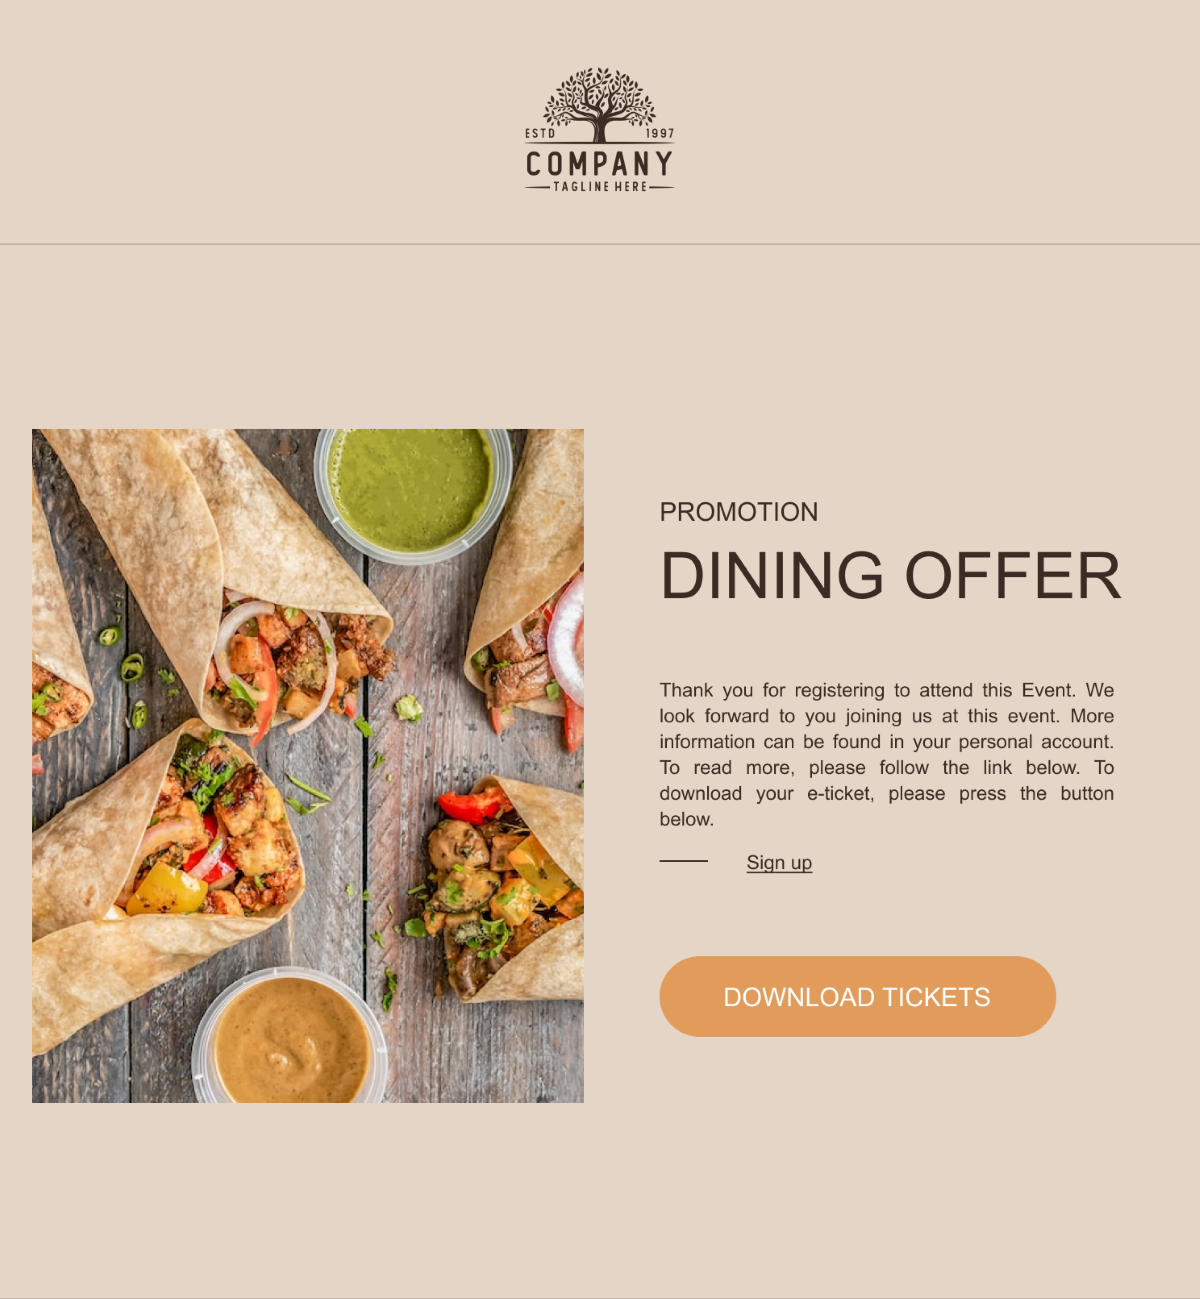 ESTD 1997
COMPANY
TAGLINE HERE
PROMOTION
DINING OFFER
Thank you for registering to attend this Event. We
look forward to you joining us at this event. More
information can be found in your personal account.
To read more, please follow the link below. To
download your e-ticket, please press the button
below.
Sign up
DOWNLOAD TICKETS